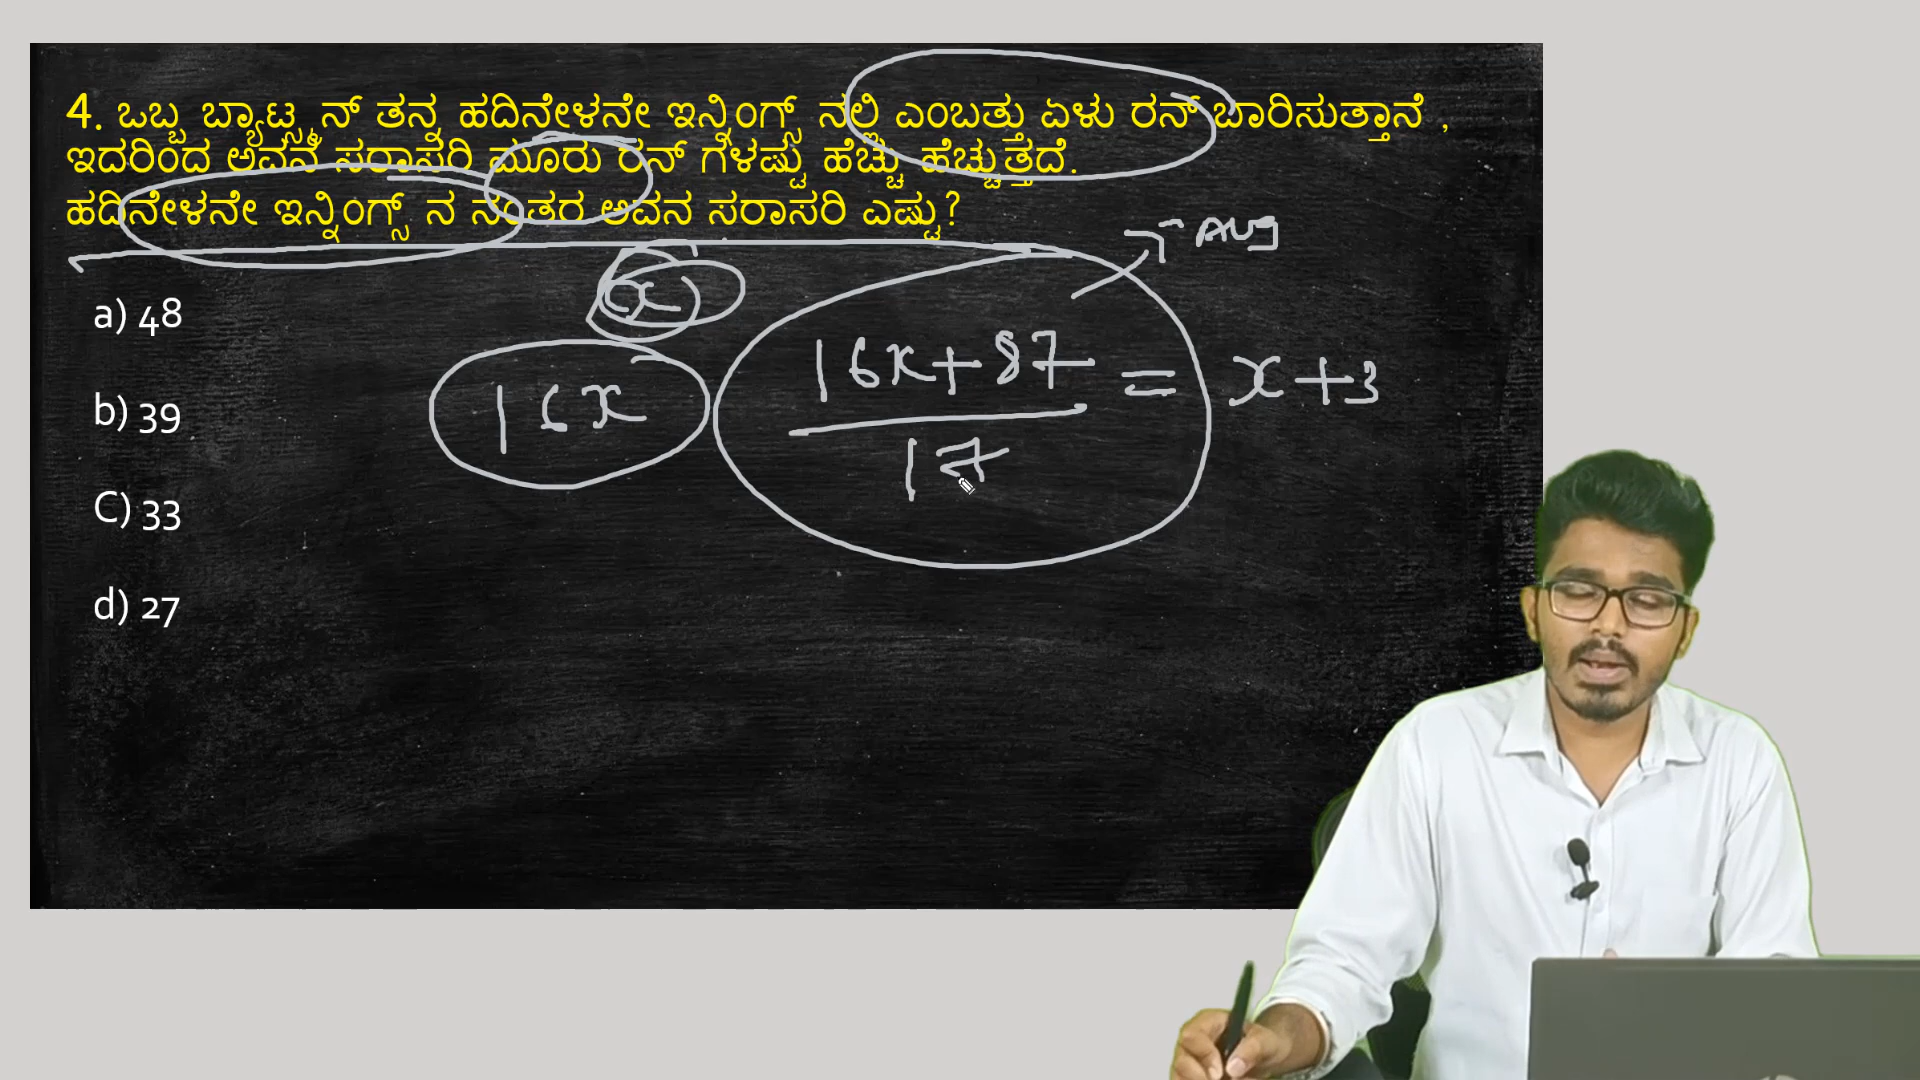 4. ಒಬ್ಬ ಬ್ಯಾಟ್ಸ್ಮನ್ ತನ್ನ ಹದಿನೇಳನೇ ಇನ್ನಿಂಗ್ಸ್ ನಲ್ಲಿ ಎಂಬತ್ತು ಏಳು ರನ್ ಬಾರಿಸುತ್ತಾನೆ ,
ಇದರಿಂದ ಅವನ ಸರಾಸರಿ ಮೂರು ರನ್ ಗಳಷ್ಟು ಹೆಚ್ಚು ಹೆಚ್ಚುತ್ತದೆ.
ಹದಿನೇಳನೇ ಇನ್ನಿಂಗ್ಸ್ ನ ನಂತರ ಅವನ ಸರಾಸರಿ ಎಷ್ಟು?
Avg
a) 48
x
16x+87 = x+3
17
16x
b) 39
C) 33
d) 27